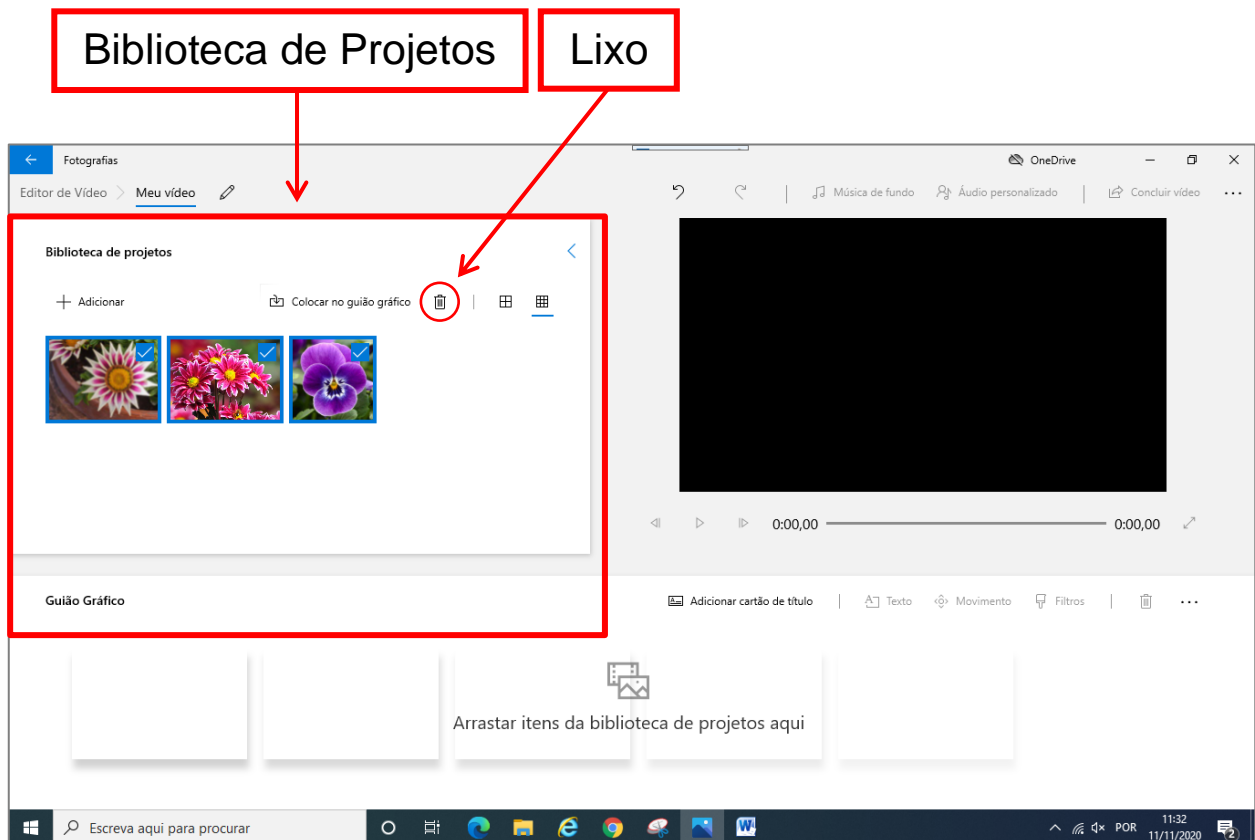 Biblioteca de Projetos
Lixo
Fotografias
OneDrive
Editor de Vídeo
Meu vídeo
Música de fundo
Áudio personalizado
Concluir vídeo
Biblioteca de projetos
Adicionar
Colocar no guião gráfico
0:00,00
0:00,00
Guião Gráfico
Adicionar cartão de título
Texto
Movimento
Filtros
Arrastar itens da biblioteca de projetos aqui
Escreva aqui para procurar
POR
11:32
11/11/2020